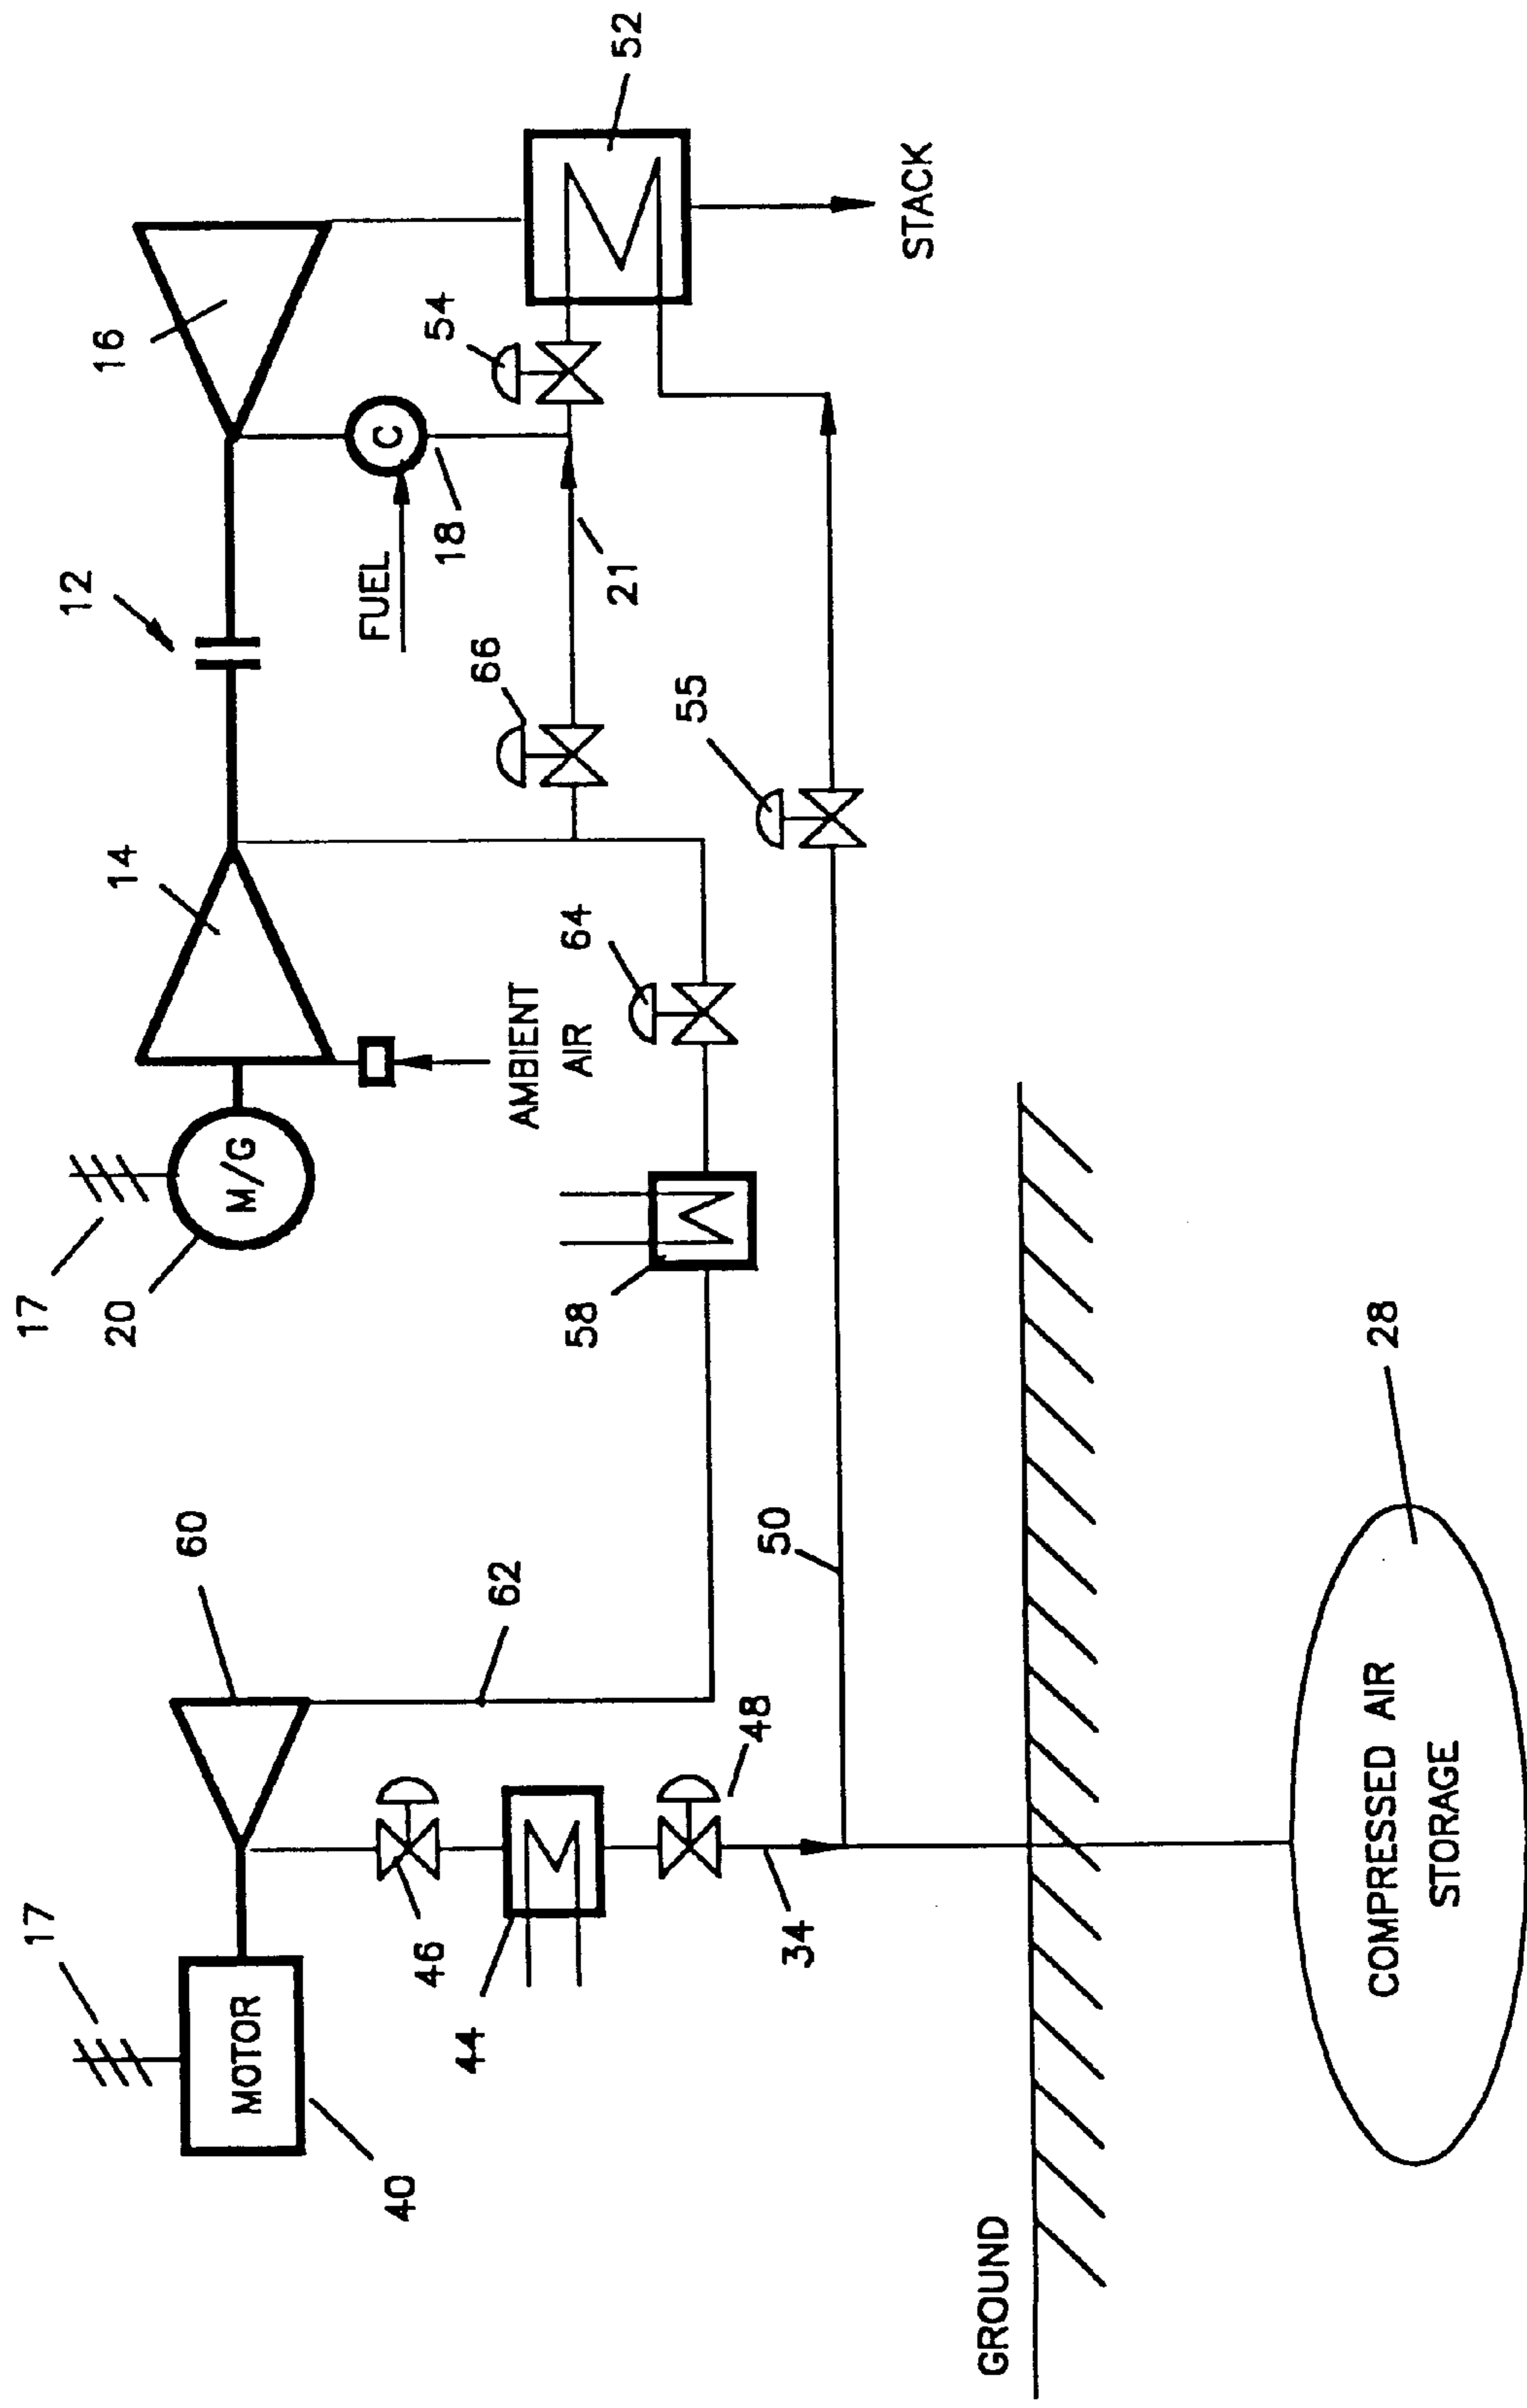 17
17
20
14
12
16
60
MOTOR
M/G
40
46
62
AMBIENT
AIR
FUEL
C
18
54
52
44
58
64
66
21
48
34
50
55
STACK
GROUND
COMPRESSED AIR
STORAGE
28